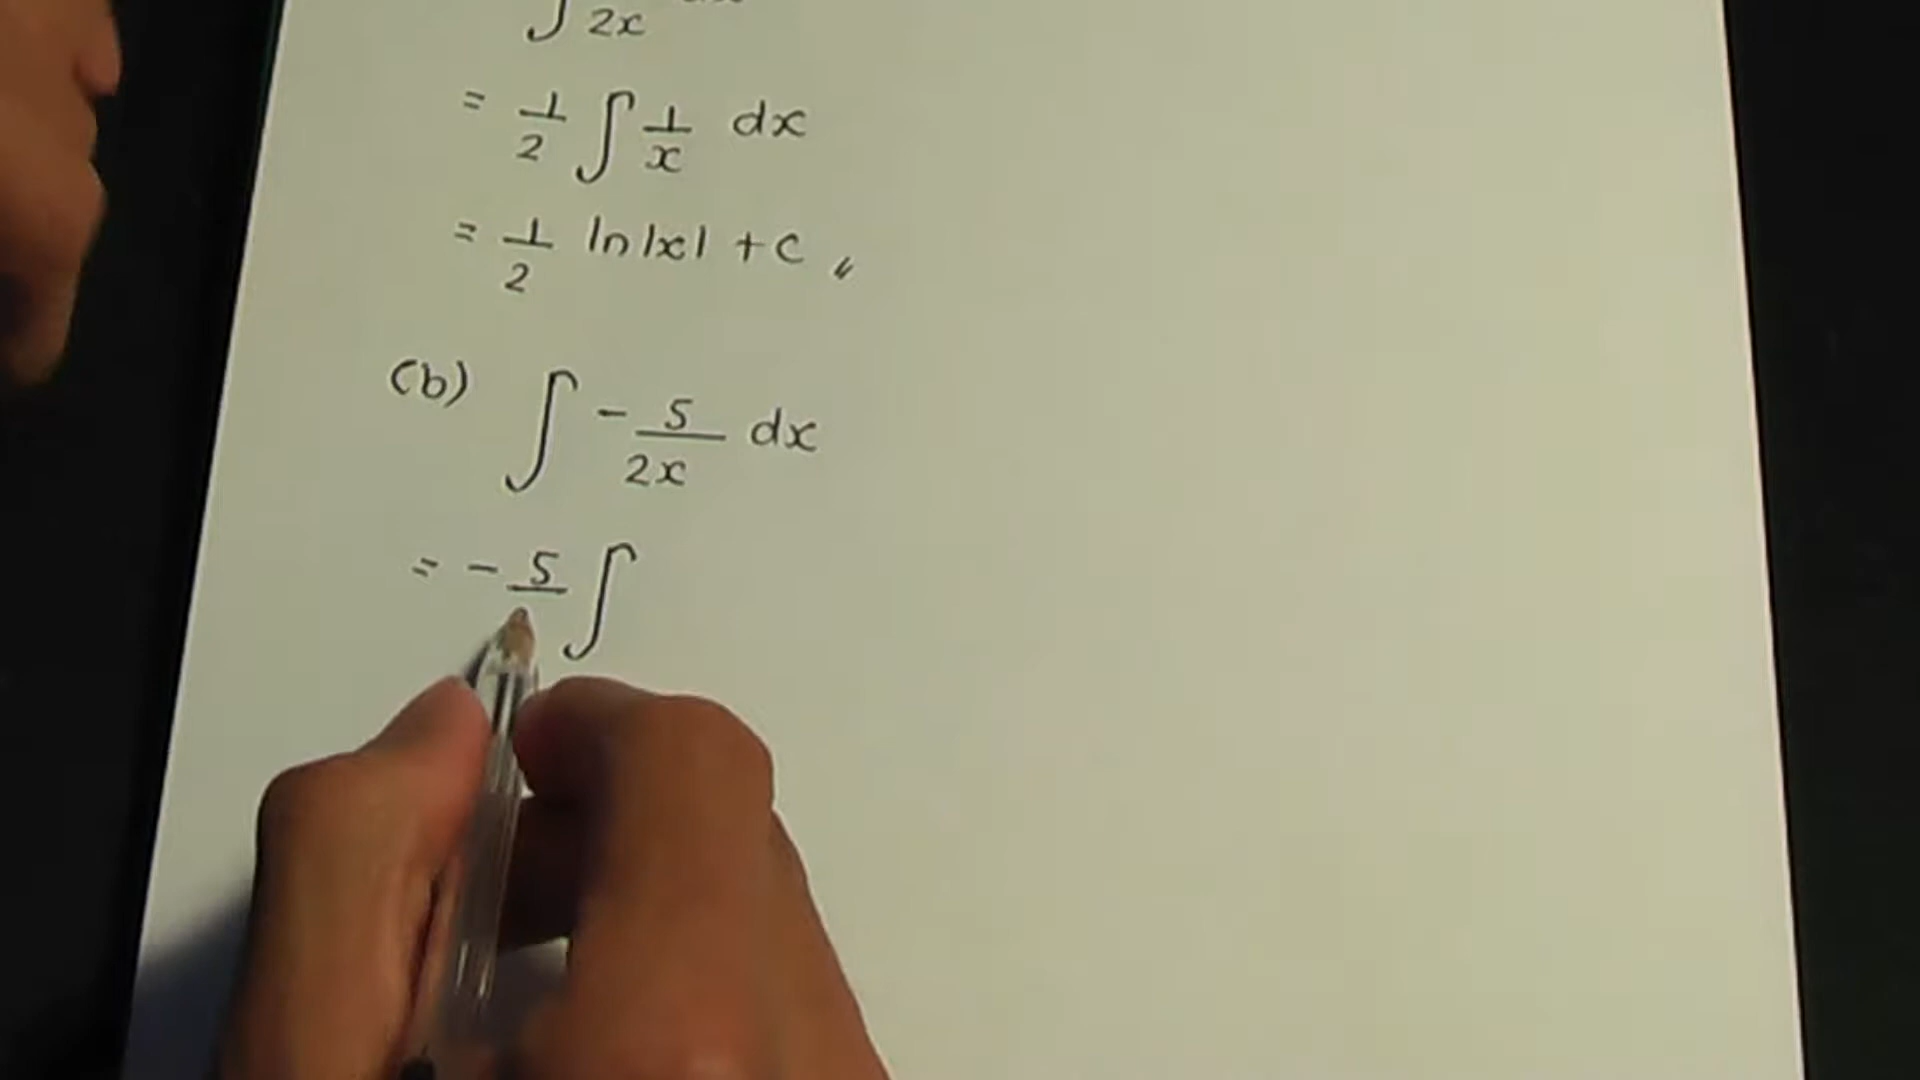 ∫ 2x
= 1/2 ∫ 1/x dx
= 1/2 ln|x| + C
(b) ∫ - 5/2x dx
= - 5/ ∫